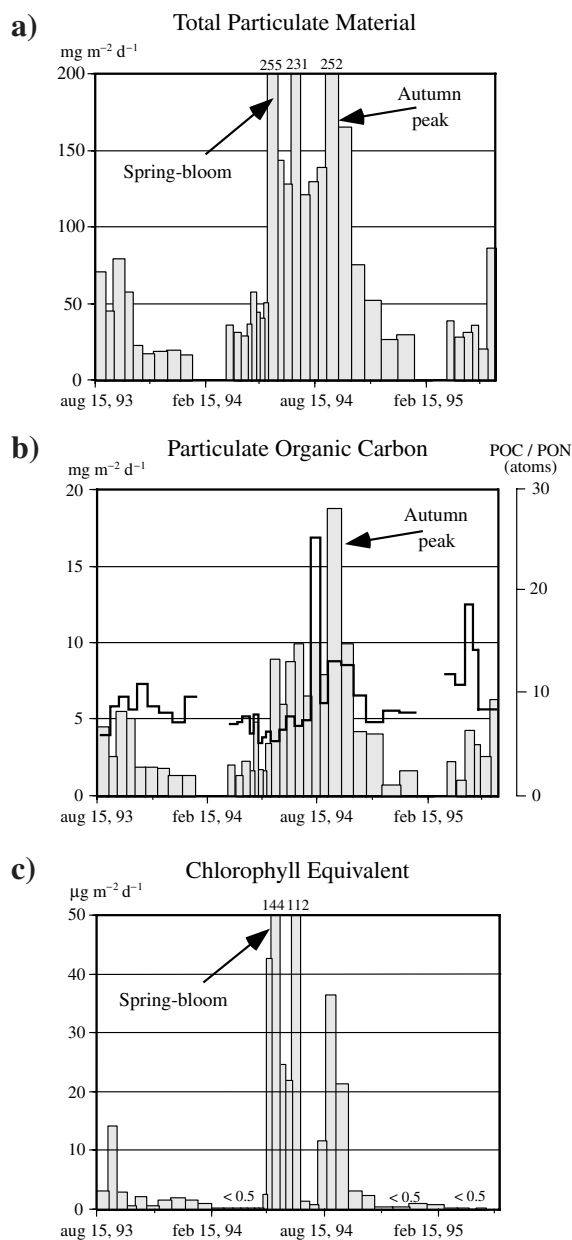 a) Total Particulate Material
mg m⁻² d⁻¹
255 231 252
200
Autumn
peak
150
Spring-bloom
100
50
0
aug 15, 93 feb 15, 94 aug 15, 94 feb 15, 95
b) Particulate Organic Carbon
POC / PON
(atoms)
mg m⁻² d⁻¹
20 30
Autumn
peak
15
20
10
10
5
0 0
aug 15, 93 feb 15, 94 aug 15, 94 feb 15, 95
c) Chlorophyll Equivalent
µg m⁻² d⁻¹
144 112
50
40
Spring-bloom
30
20
10
< 0.5 < 0.5 < 0.5
0
aug 15, 93 feb 15, 94 aug 15, 94 feb 15, 95